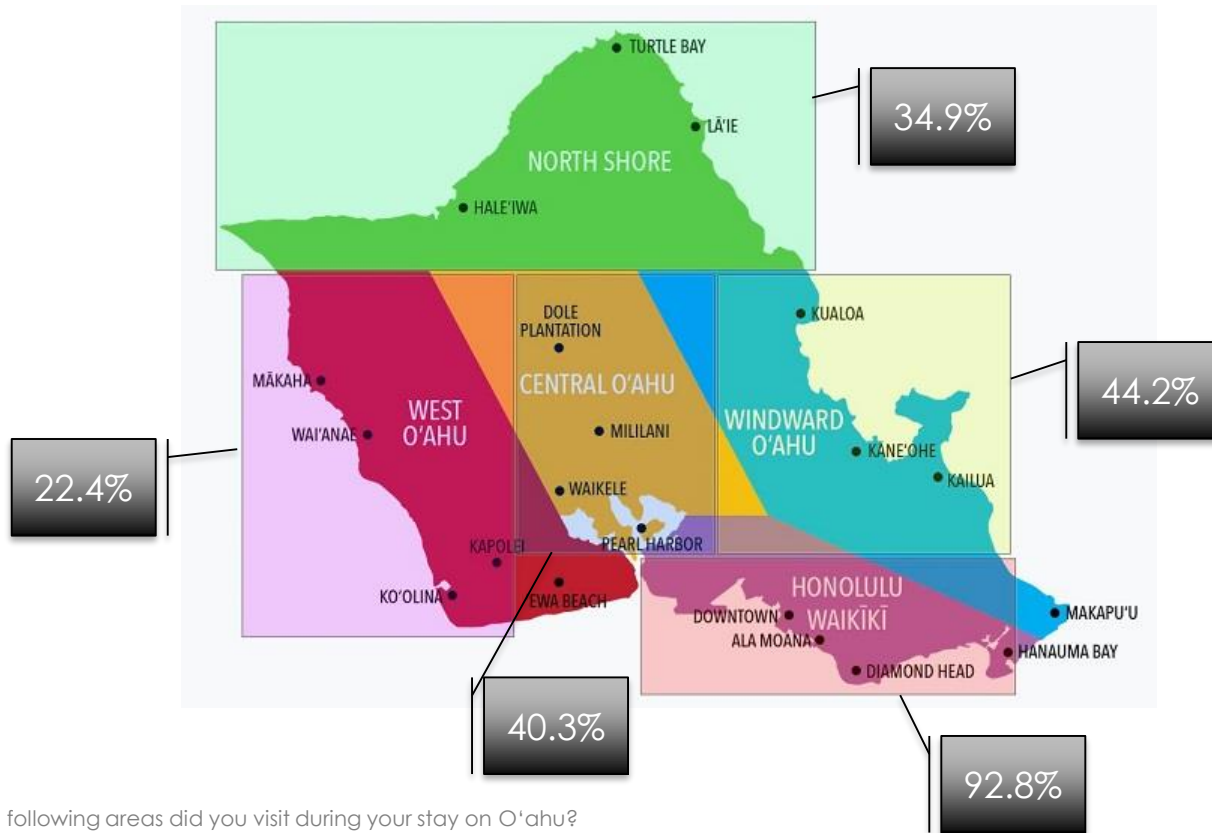 TURTLE BAY
34.9%
LĀ'IE
NORTH SHORE
HALE'IWA
DOLE
PLANTATION
KUALOA
MĀKAHA
CENTRAL O'AHU
44.2%
WEST
O'AHU
WINDWARD
O'AHU
WAI'ANAE
MILILANI
KĀNE'OHE
KAILUA
22.4%
WAIKELE
PEARL HARBOR
KAPOLEI
KO'OLINA
EWA BEACH
HONOLULU
WAIKĪKĪ
DOWNTOWN
ALA MOANA
MAKAPU'U
HANAUMA BAY
DIAMOND HEAD
40.3%
92.8%
following areas did you visit during your stay on O‘ahu?